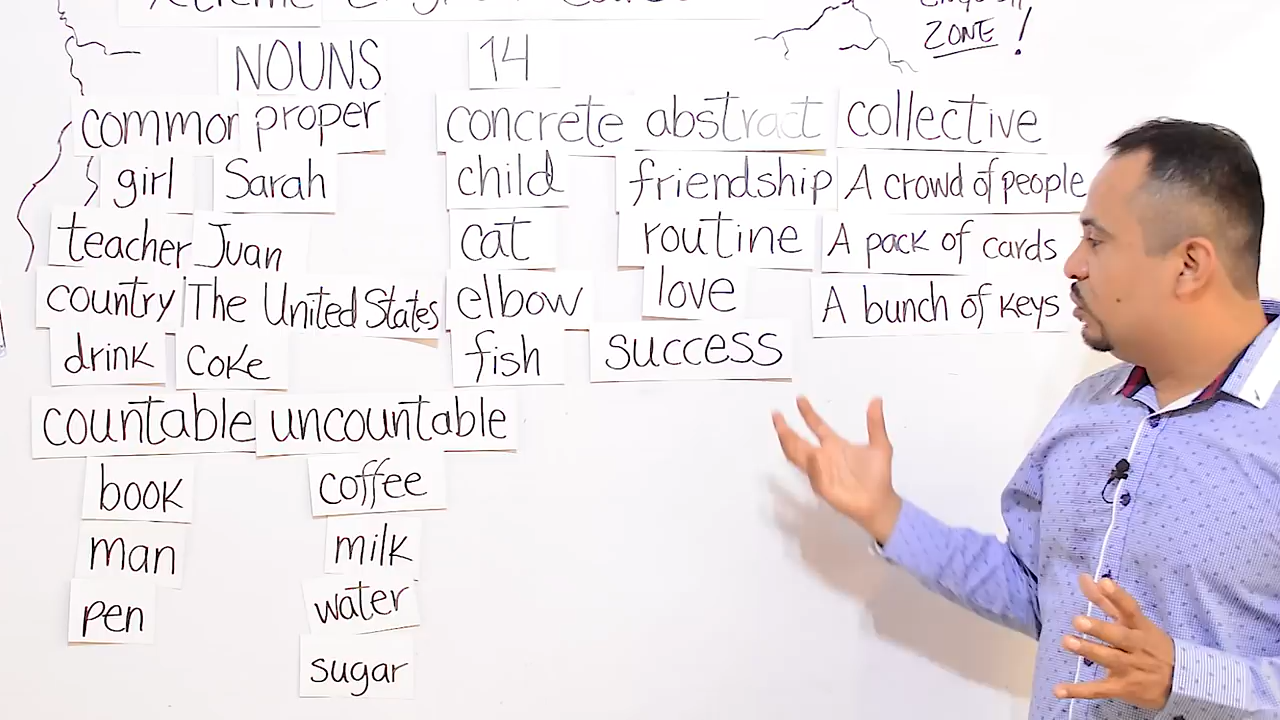 ZONE!
NOUNS 14
common proper concrete abstract collective
girl Sarah child friendship A crowd of people
teacher Juan cat routine A pack of cards
country The United States elbow love A bunch of keys
drink Coke fish success
countable uncountable
book coffee
man milk
pen water
sugar